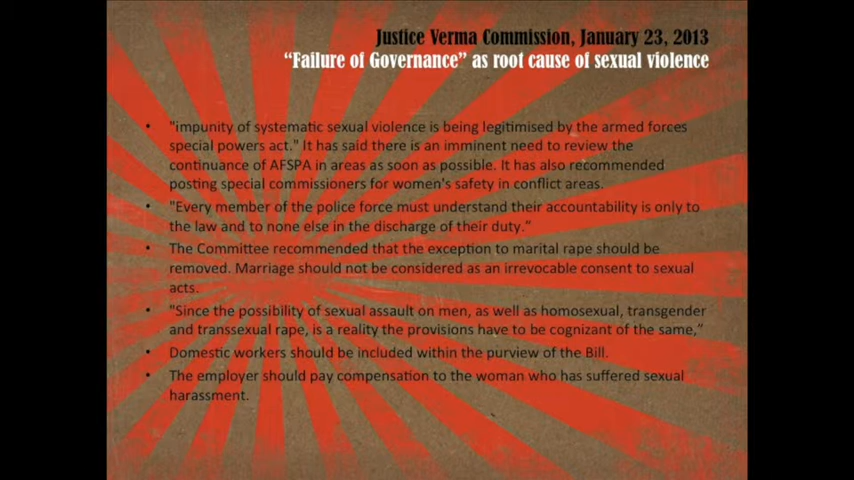 Justice Verma Commission, January 23, 2013
“Failure of Governance” as root cause of sexual violence
• "impunity of systematic sexual violence is being legitimised by the armed forces
special powers act." It has said there is an imminent need to review the
continuance of AFSPA in areas as soon as possible. It has also recommended
posting special commissioners for women's safety in conflict areas.
• "Every member of the police force must understand their accountability is only to
the law and to none else in the discharge of their duty.“
• The Committee recommended that the exception to marital rape should be
removed. Marriage should not be considered as an irrevocable consent to sexual
acts.
• "Since the possibility of sexual assault on men, as well as homosexual, transgender
and transsexual rape, is a reality the provisions have to be cognizant of the same,”
• Domestic workers should be included within the purview of the Bill.
• The employer should pay compensation to the woman who has suffered sexual
harassment.